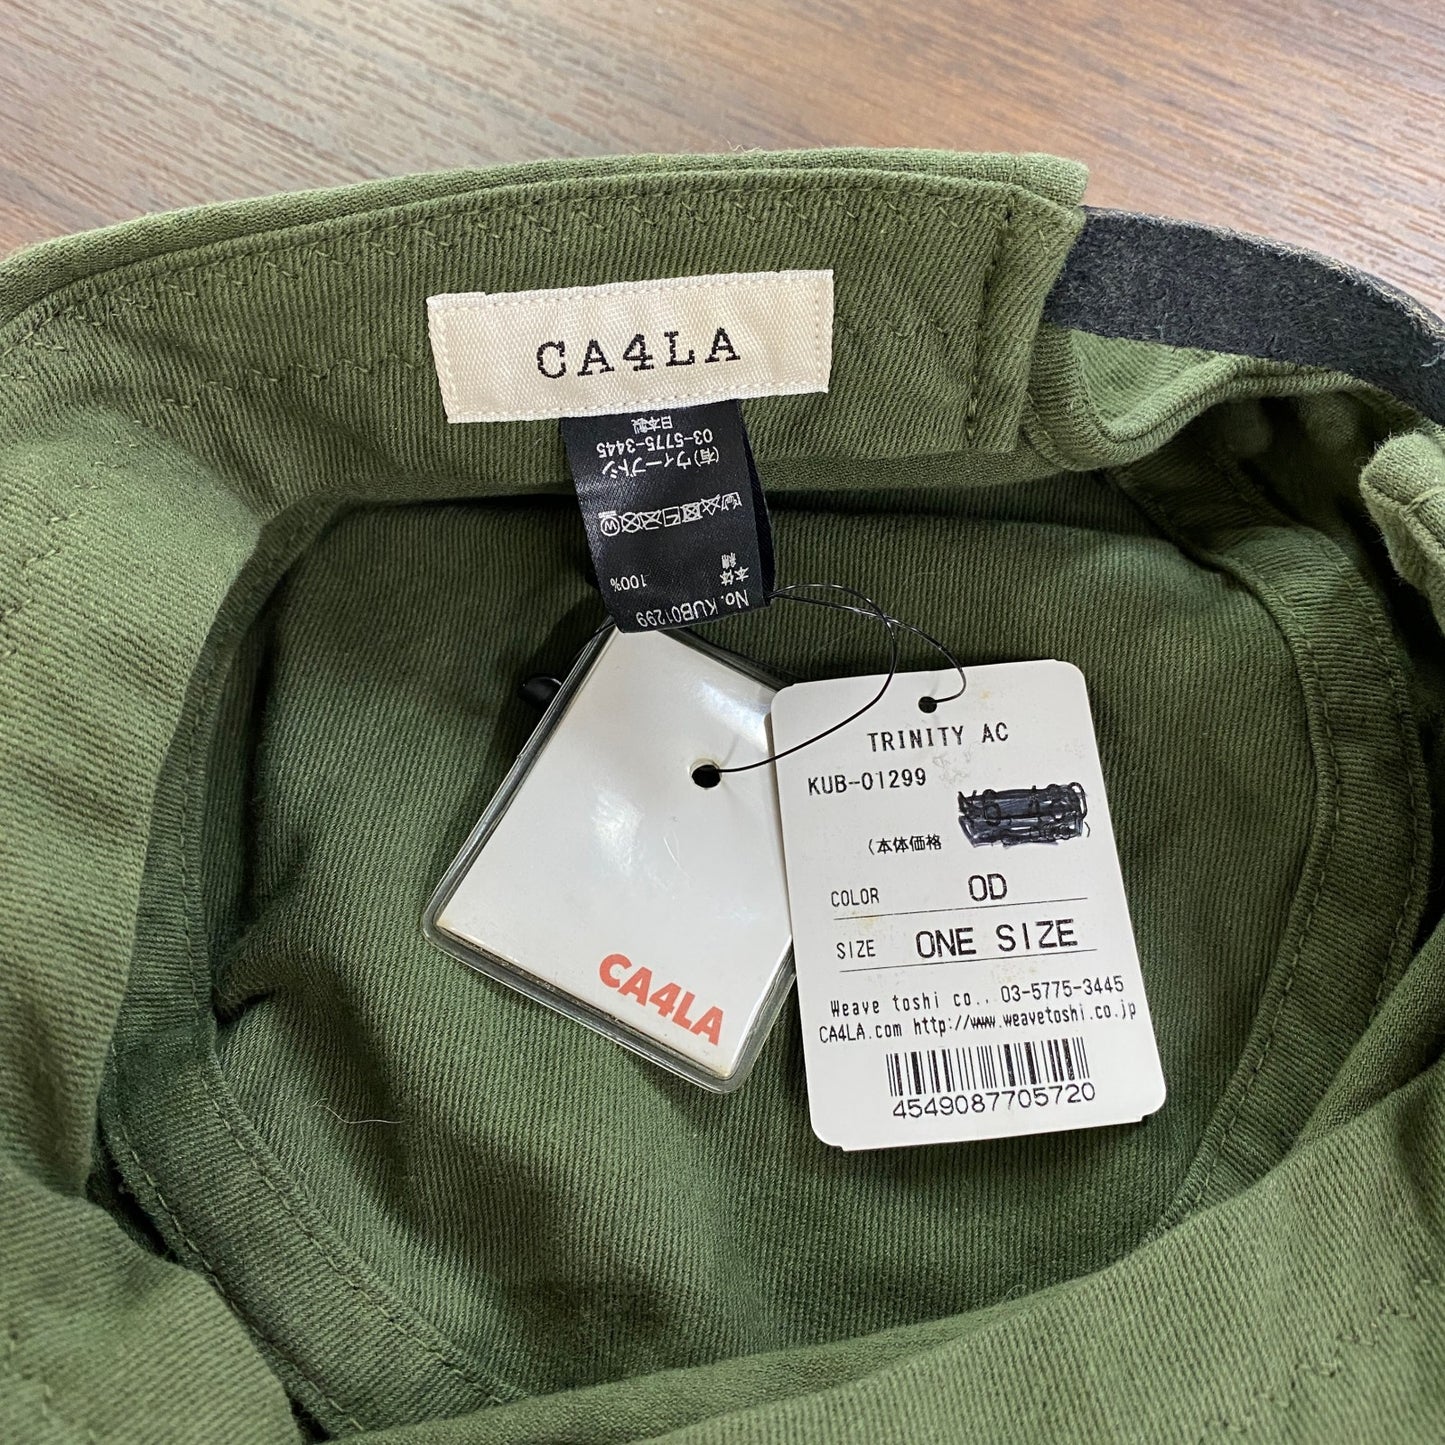 CA4LA
日本製
03-5775-3445
(有)ウィーブトシ
W
100%
本体 綿
No. KUB01299
CA4LA
TRINITY AC
KUB-01299
(本体価格
COLOR OD
SIZE ONE SIZE
Weave toshi co.. 03-5775-3445
CA4LA.com http://www.weavetoshi.co.jp
4549087705720